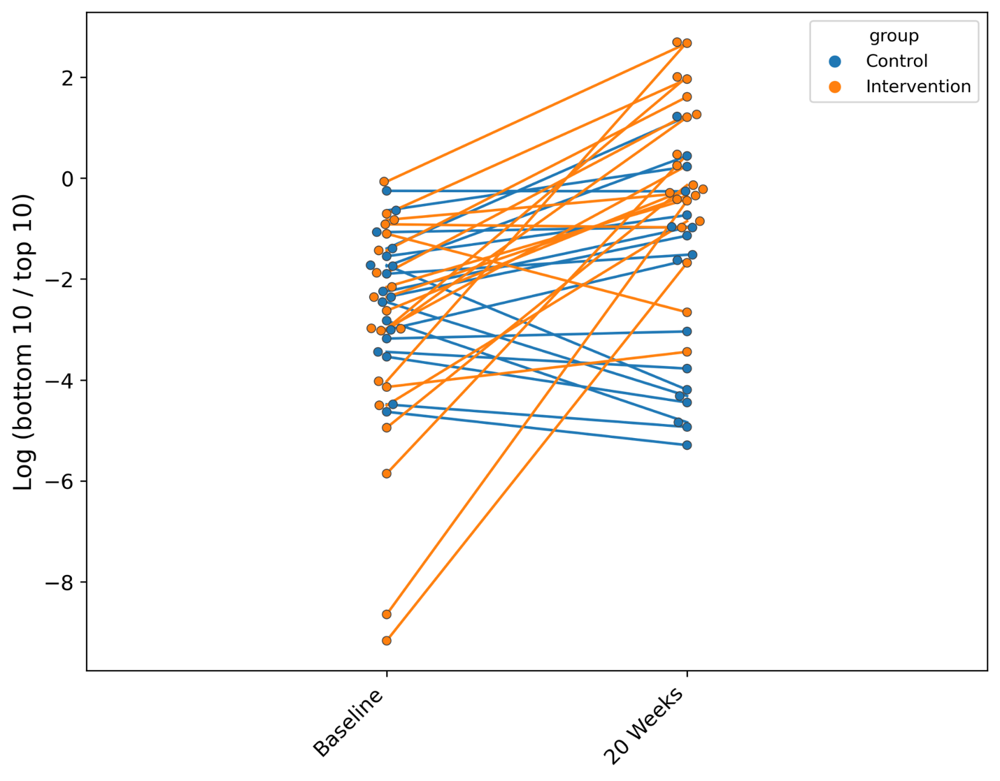 group
Control
Intervention
2
0
−2
−4
−6
−8
Log (bottom 10 / top 10)
Baseline
20 Weeks